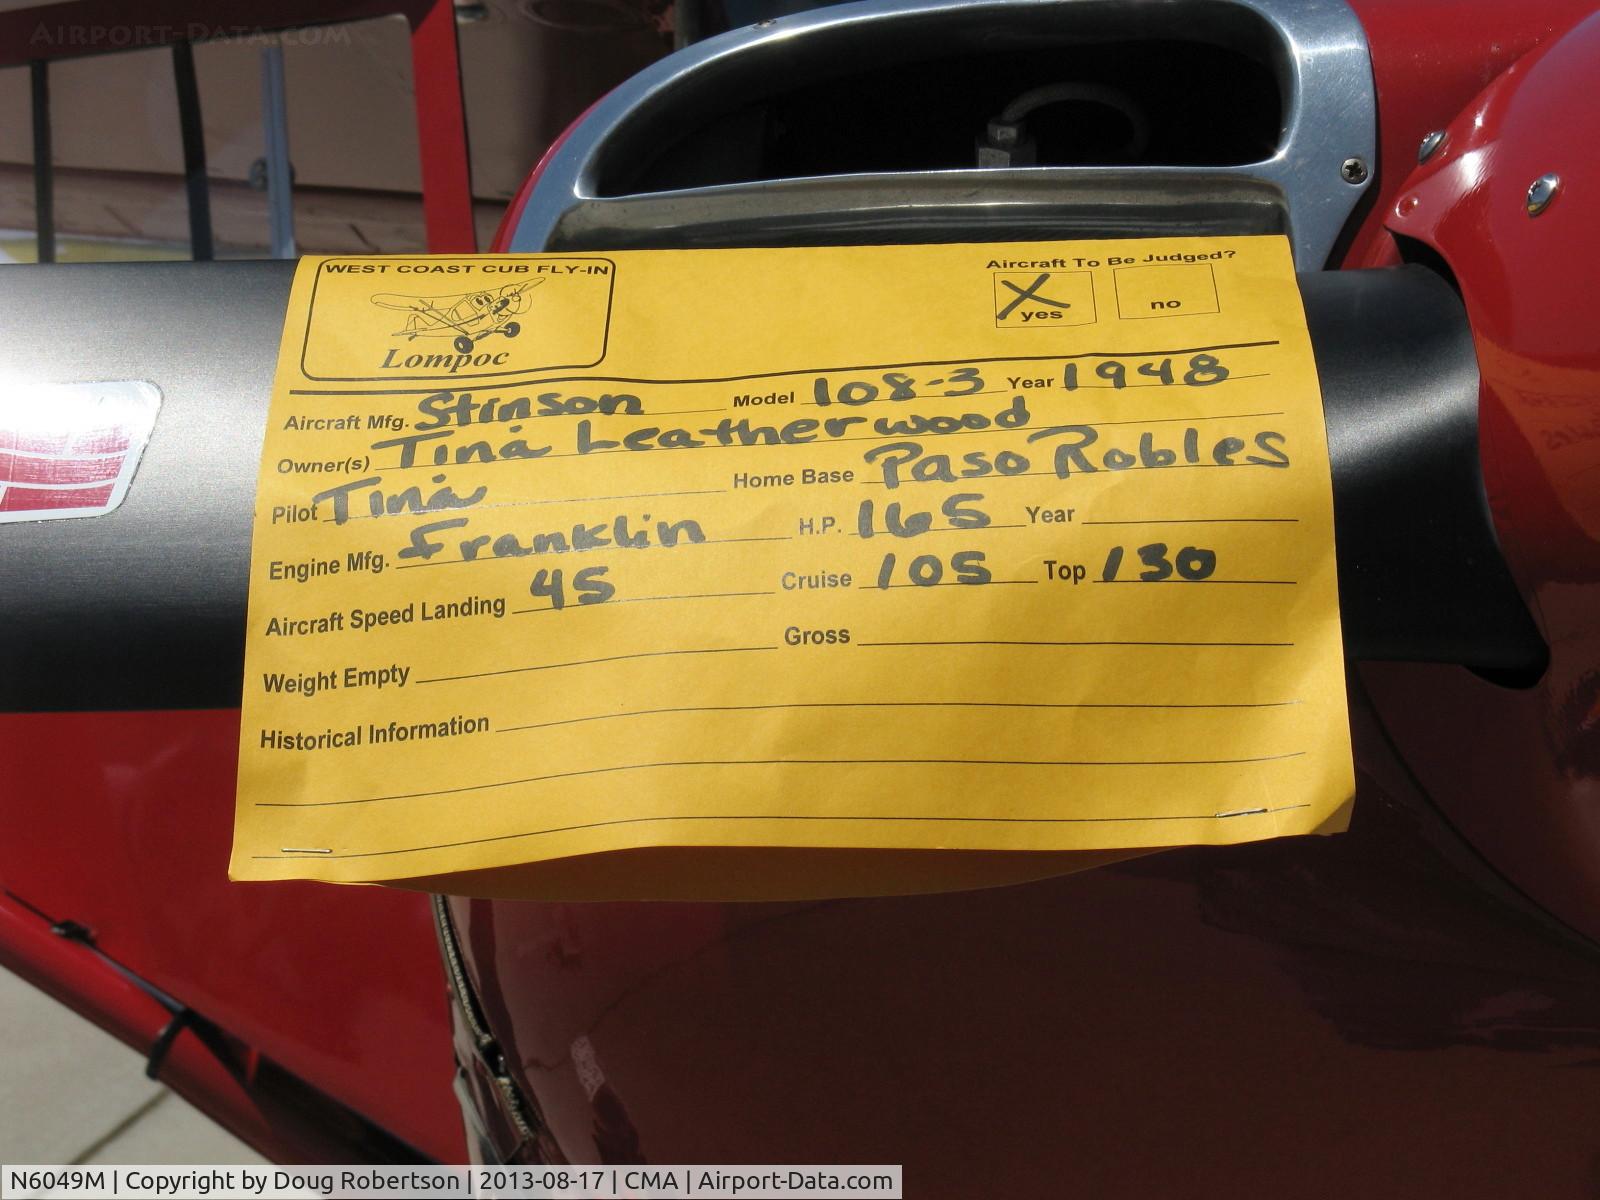 AIRPORT-DATA.COM
WEST COAST CUB FLY-IN
Lompoc
Aircraft To Be Judged?
X yes no
Aircraft Mfg. Stinson Model 108-3 Year 1948
Owner(s) Tina Leatherwood
Pilot Tina Home Base Paso Robles
Engine Mfg. Franklin H.P. 165 Year
Aircraft Speed Landing 45 Cruise 105 Top 130
Weight Empty Gross
Historical Information
N6049M | Copyright by Doug Robertson | 2013-08-17 | CMA | Airport-Data.com